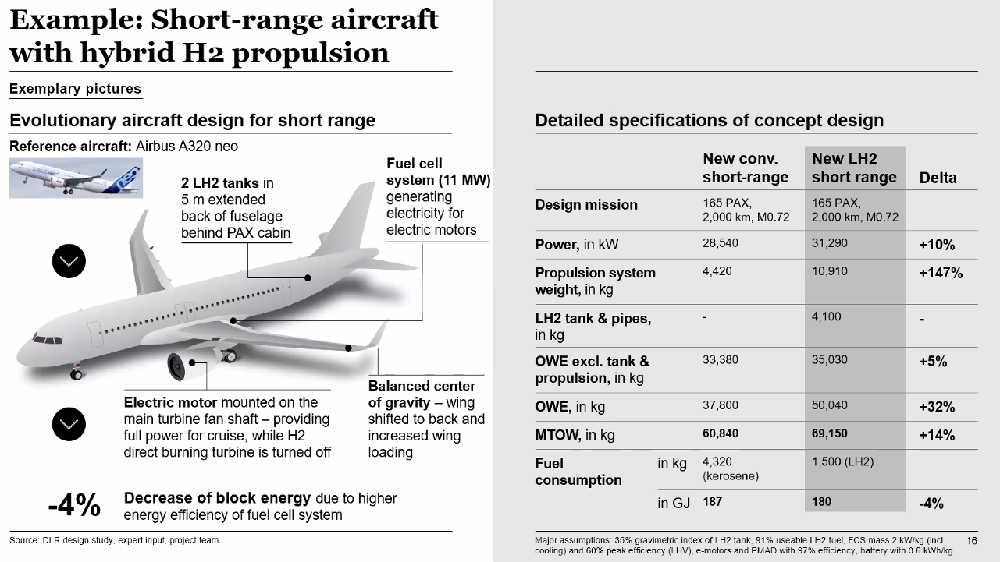 Example: Short-range aircraft
with hybrid H2 propulsion
Exemplary pictures
Evolutionary aircraft design for short range
Reference aircraft: Airbus A320 neo
2 LH2 tanks in
5 m extended
back of fuselage
behind PAX cabin
Fuel cell
system (11 MW)
generating
electricity for
electric motors
Electric motor mounted on the
main turbine fan shaft – providing
full power for cruise, while H2
direct burning turbine is turned off
Balanced center
of gravity – wing
shifted to back and
increased wing
loading
-4%
Decrease of block energy due to higher
energy efficiency of fuel cell system
Source: DLR design study, expert input, project team
Detailed specifications of concept design
New conv. short-range New LH2 short range Delta
Design mission 165 PAX, 2,000 km, M0.72 165 PAX, 2,000 km, M0.72
Power, in kW 28,540 31,290 +10%
Propulsion system weight, in kg 4,420 10,910 +147%
LH2 tank & pipes, in kg - 4,100 -
OWE excl. tank & propulsion, in kg 33,380 35,030 +5%
OWE, in kg 37,800 50,040 +32%
MTOW, in kg 60,840 69,150 +14%
Fuel consumption in kg 4,320 (kerosene) 1,500 (LH2)
in GJ 187 180 -4%
Major assumptions: 35% gravimetric index of LH2 tank, 91% useable LH2 fuel, FCS mass 2 kW/kg (incl.
cooling) and 60% peak efficiency (LHV), e-motors and PMAD with 97% efficiency, battery with 0.6 kWh/kg
16